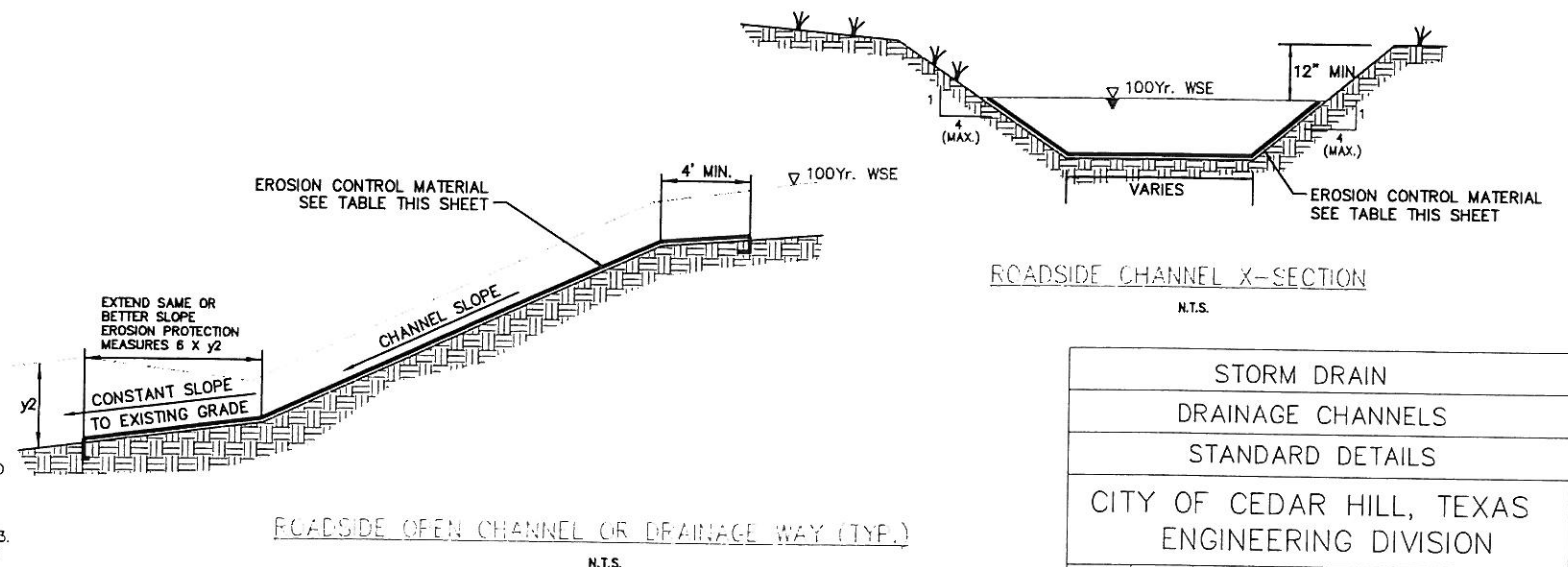 100Yr. WSE
12" MIN
1
4
(MAX.)
1
4
(MAX.)
VARIES
EROSION CONTROL MATERIAL
SEE TABLE THIS SHEET
ROADSIDE CHANNEL X-SECTION
N.T.S.
4' MIN.
100Yr. WSE
EROSION CONTROL MATERIAL
SEE TABLE THIS SHEET
CHANNEL SLOPE
EXTEND SAME OR
BETTER SLOPE
EROSION PROTECTION
MEASURES 6 X y2
y2
CONSTANT SLOPE
TO EXISTING GRADE
3.
ROADSIDE OPEN CHANNEL OR DRAINAGE WAY (TYP.)
N.T.S.
STORM DRAIN
DRAINAGE CHANNELS
STANDARD DETAILS
CITY OF CEDAR HILL, TEXAS
ENGINEERING DIVISION